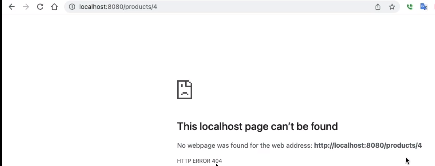 localhost:8080/products/4
This localhost page can't be found
No webpage was found for the web address: http://localhost:8080/products/4
HTTP ERROR 404